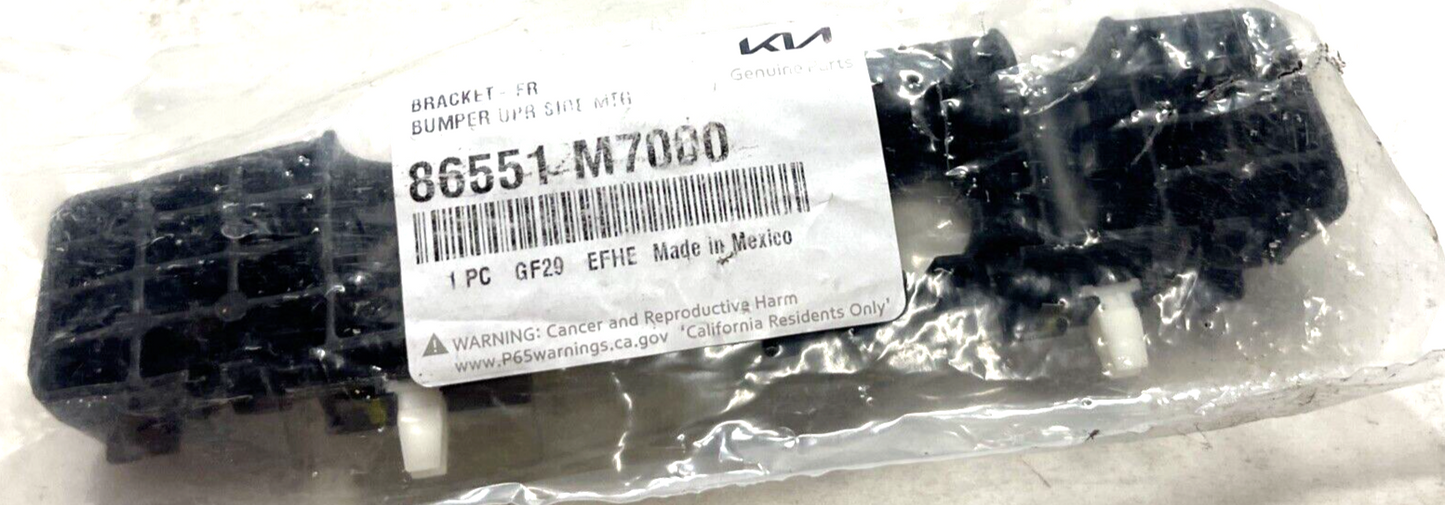 KIA
Genuine Parts
BRACKET - FR
BUMPER UPR SIDE MTG
86551-M7000
1 PC GF29 EFHE Made in Mexico
WARNING: Cancer and Reproductive Harm
www.P65warnings.ca.gov 'California Residents Only'